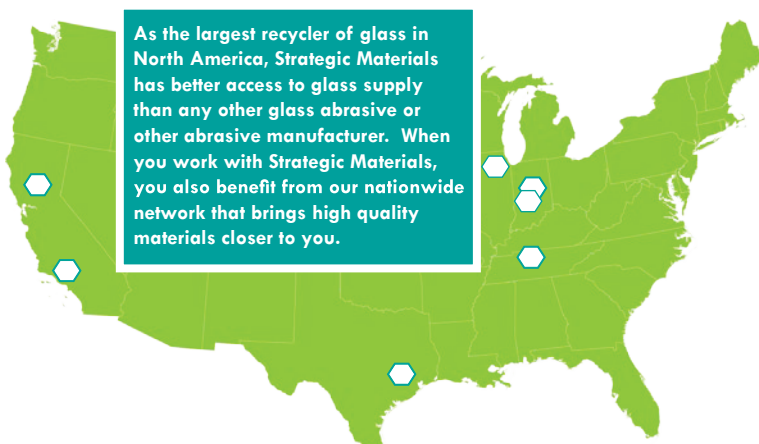 As the largest recycler of glass in
North America, Strategic Materials
has better access to glass supply
than any other glass abrasive or
other abrasive manufacturer.  When
you work with Strategic Materials,
you also benefit from our nationwide
network that brings high quality
materials closer to you.